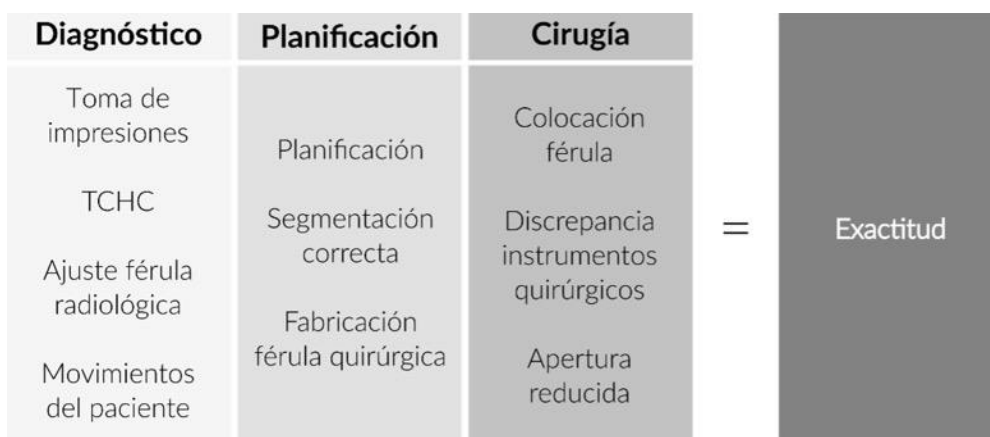 Diagnóstico
Toma de
impresiones
TCHC
Ajuste férula
radiológica
Movimientos
del paciente
Planificación
Planificación
Segmentación
correcta
Fabricación
férula quirúrgica
Cirugía
Colocación
férula
Discrepancia
instrumentos
quirúrgicos
Apertura
reducida
=
Exactitud